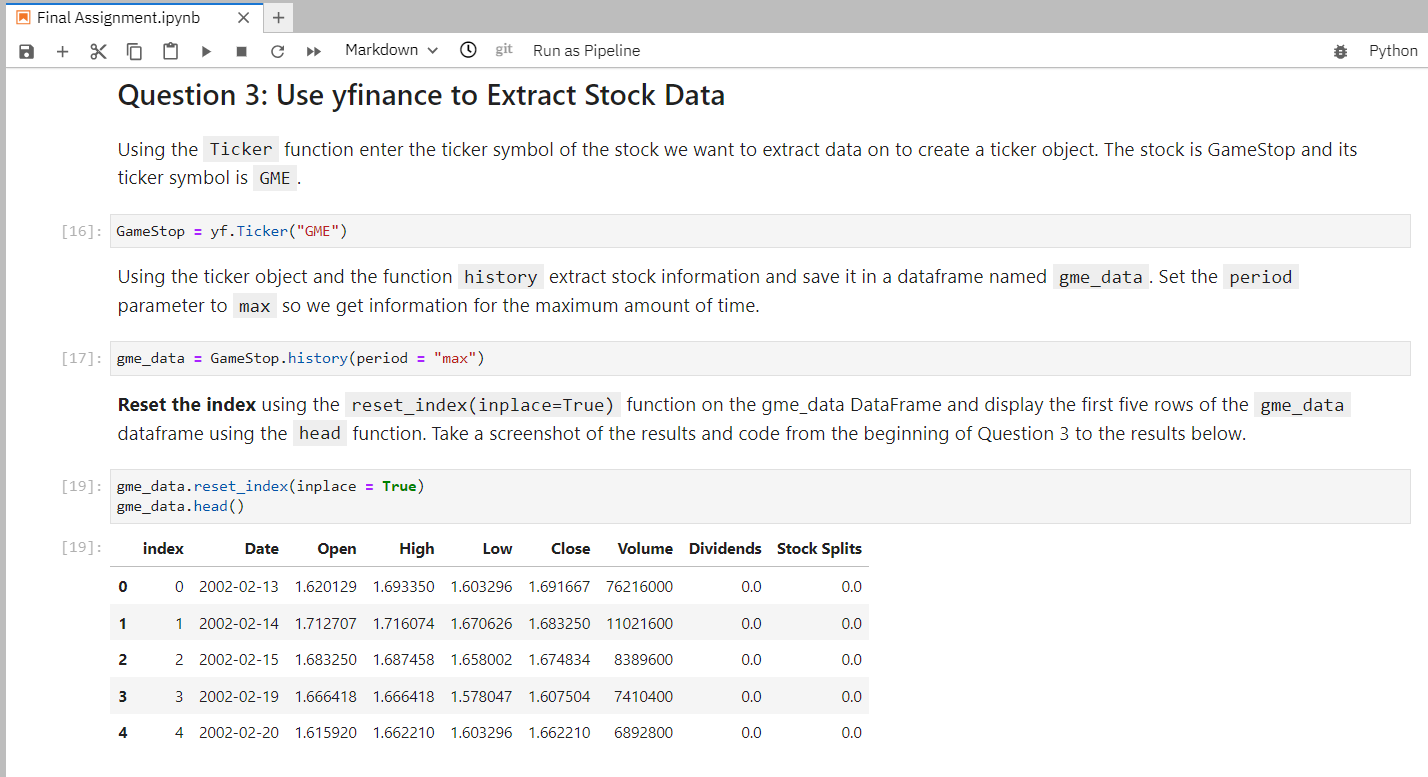 Final Assignment.ipynb
Markdown git Run as Pipeline Python
Question 3: Use yfinance to Extract Stock Data
Using the Ticker function enter the ticker symbol of the stock we want to extract data on to create a ticker object. The stock is GameStop and its
ticker symbol is GME .
[16]: GameStop = yf.Ticker("GME")
Using the ticker object and the function history extract stock information and save it in a dataframe named gme_data . Set the period
parameter to max so we get information for the maximum amount of time.
[17]: gme_data = GameStop.history(period = "max")
Reset the index using the reset_index(inplace=True) function on the gme_data DataFrame and display the first five rows of the gme_data
dataframe using the head function. Take a screenshot of the results and code from the beginning of Question 3 to the results below.
[19]: gme_data.reset_index(inplace = True)
gme_data.head()
[19]: index Date Open High Low Close Volume Dividends Stock Splits
0 0 2002-02-13 1.620129 1.693350 1.603296 1.691667 76216000 0.0 0.0
1 1 2002-02-14 1.712707 1.716074 1.670626 1.683250 11021600 0.0 0.0
2 2 2002-02-15 1.683250 1.687458 1.658002 1.674834 8389600 0.0 0.0
3 3 2002-02-19 1.666418 1.666418 1.578047 1.607504 7410400 0.0 0.0
4 4 2002-02-20 1.615920 1.662210 1.603296 1.662210 6892800 0.0 0.0